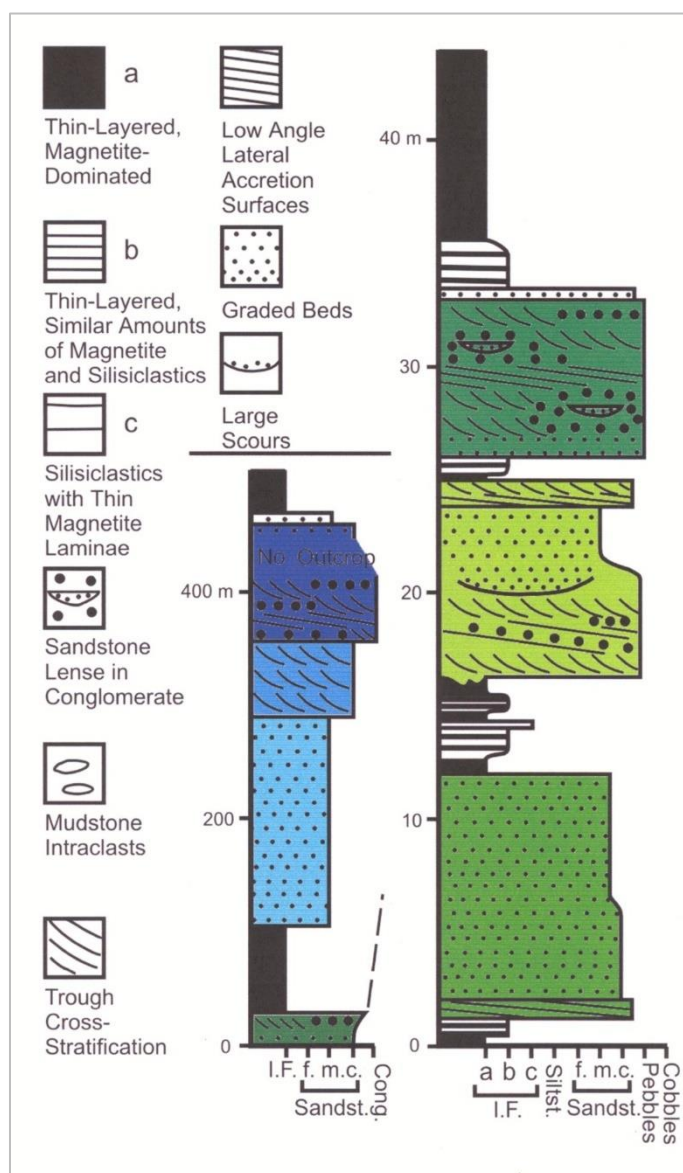 a
Thin-Layered,
Magnetite-
Dominated
b
Thin-Layered,
Similar Amounts
of Magnetite
and Silisiclastics
c
Silisiclastics
with Thin
Magnetite
Laminae
Sandstone
Lense in
Conglomerate
Mudstone
Intraclasts
Trough
Cross-
Stratification
Low Angle
Lateral
Accretion
Surfaces
Graded Beds
Large
Scours
No Outcrop
400 m
200
0
I.F. f. m.c. Cong.
Sandst.
40 m
30
20
10
0
a b c Siltst. f. m.c. Pebbles Cobbles
I.F. Sandst.